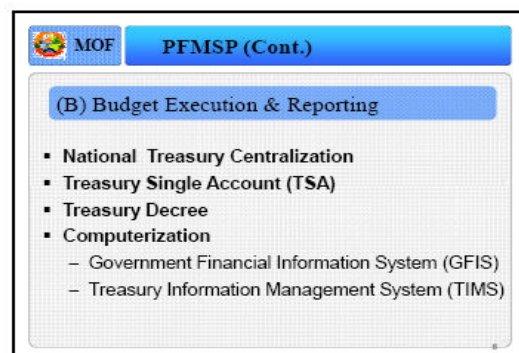 MOF PFMSP (Cont.)
(B) Budget Execution & Reporting
▪ National Treasury Centralization
▪ Treasury Single Account (TSA)
▪ Treasury Decree
▪ Computerization
– Government Financial Information System (GFIS)
– Treasury Information Management System (TIMS)